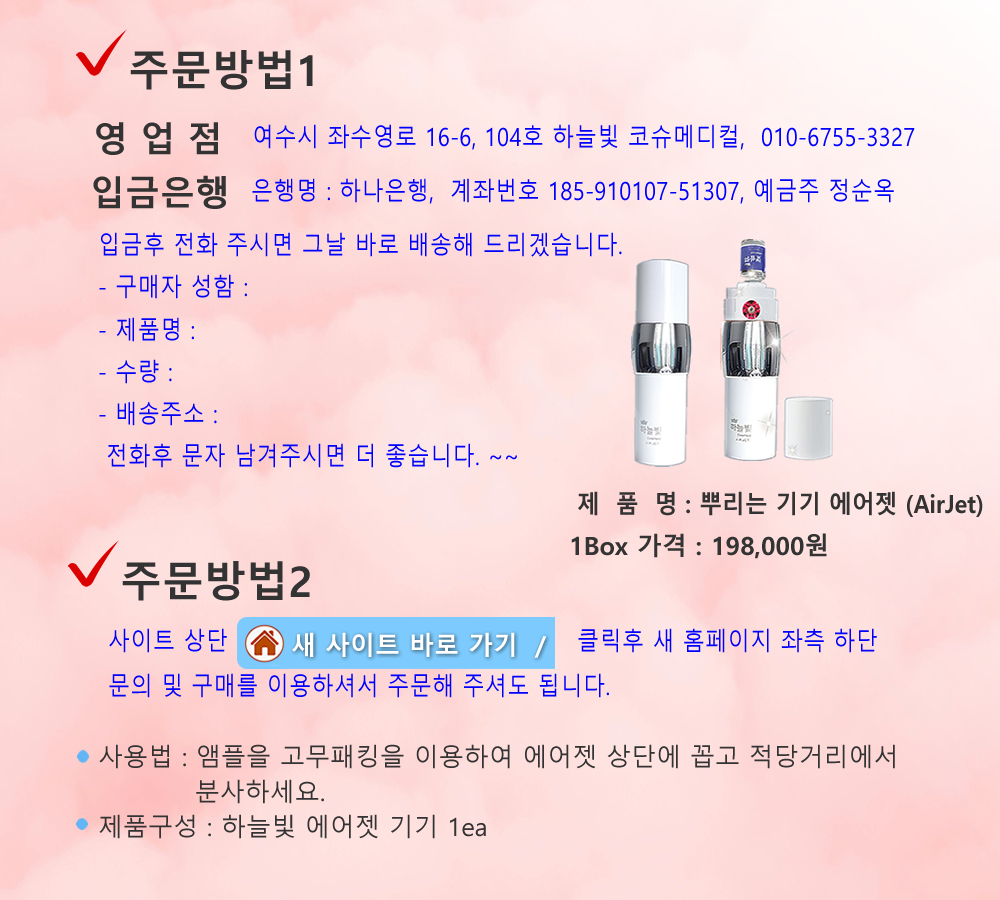 주문방법1
영 업 점 여수시 좌수영로 16-6, 104호 하늘빛 코슈메디컬, 010-6755-3327
입금은행 은행명 : 하나은행, 계좌번호 185-910107-51307, 예금주 정순옥
입금후 전화 주시면 그날 바로 배송해 드리겠습니다.
- 구매자 성함 :
- 제품명 :
- 수량 :
- 배송주소 :
전화후 문자 남겨주시면 더 좋습니다. ~~
하늘빛
제 품 명 : 뿌리는 기기 에어젯 (AirJet)
1Box 가격 : 198,000원
주문방법2
사이트 상단 새 사이트 바로 가기 / 클릭후 새 홈페이지 좌측 하단
문의 및 구매를 이용하셔서 주문해 주셔도 됩니다.
사용법 : 앰플을 고무패킹을 이용하여 에어젯 상단에 꼽고 적당거리에서
분사하세요.
제품구성 : 하늘빛 에어젯 기기 1ea